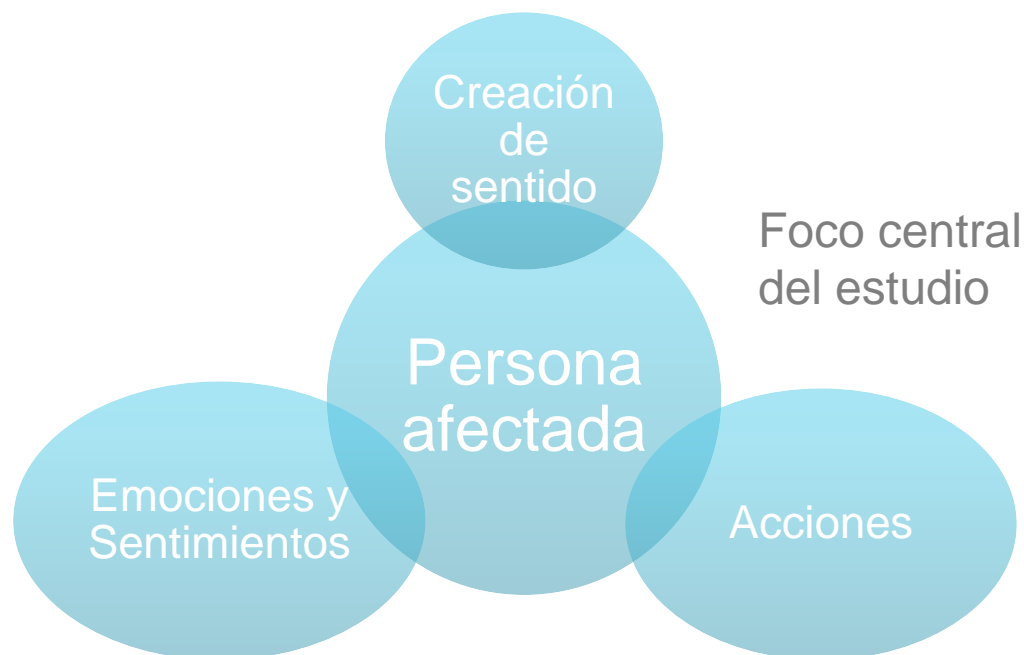 Creación
de
sentido
Foco central
del estudio
Persona
afectada
Emociones y
Sentimientos
Acciones